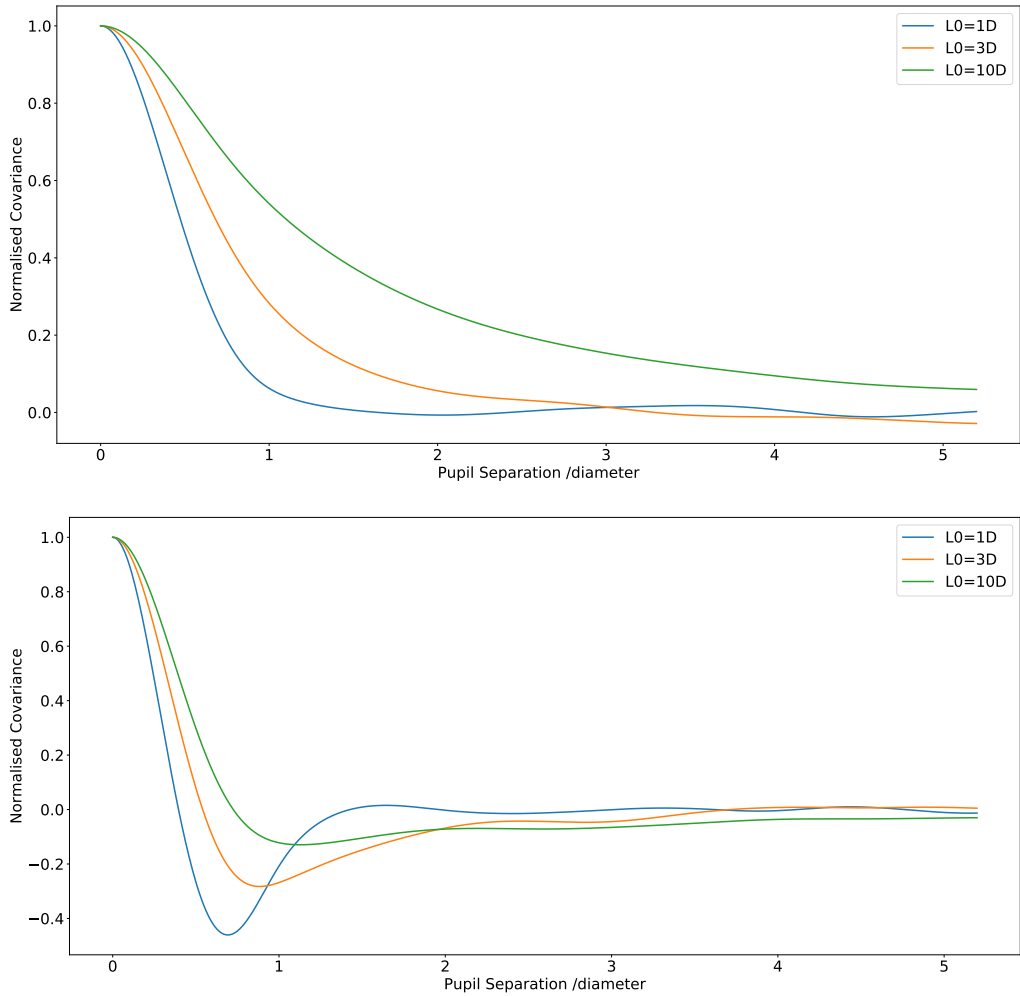 1.0
0.8
0.6
0.4
0.2
0.0
Normalised Covariance
L0=1D
L0=3D
L0=10D
0 1 2 3 4 5
Pupil Separation /diameter
1.0
0.8
0.6
0.4
0.2
0.0
−0.2
−0.4
Normalised Covariance
L0=1D
L0=3D
L0=10D
0 1 2 3 4 5
Pupil Separation /diameter